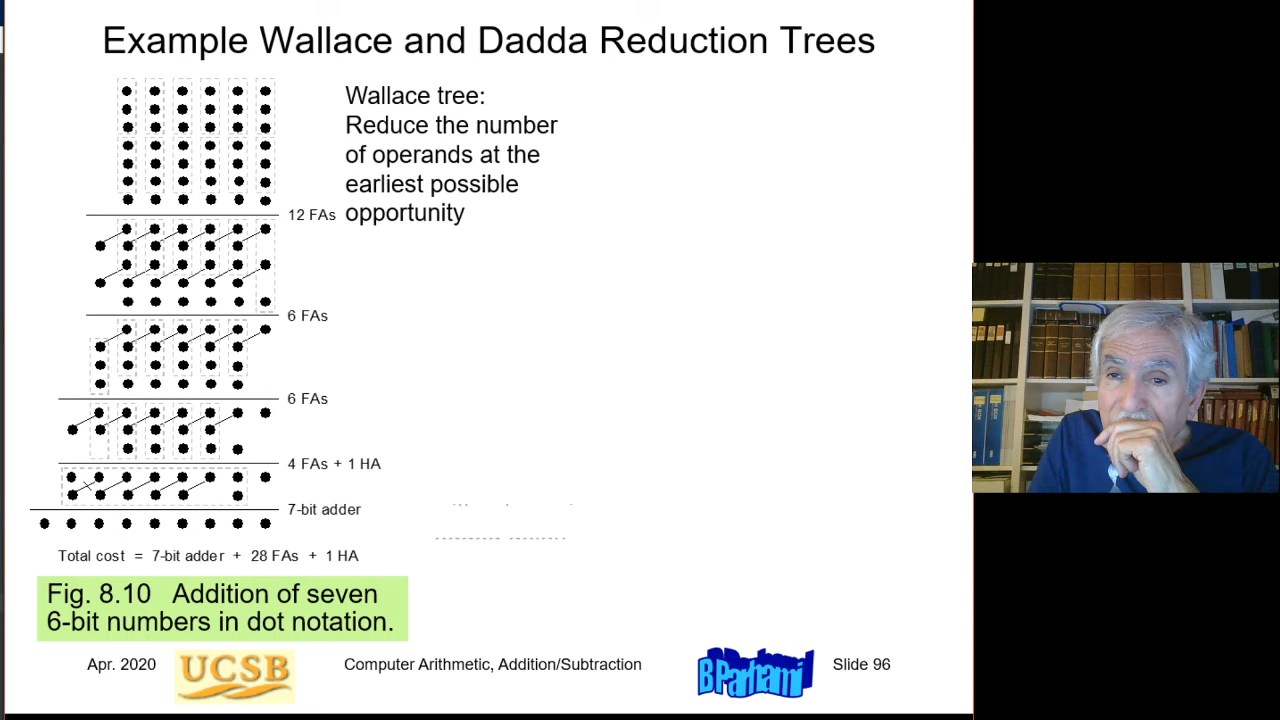 Example Wallace and Dadda Reduction Trees
Wallace tree:
Reduce the number
of operands at the
earliest possible
opportunity
12 FAs
6 FAs
6 FAs
4 FAs + 1 HA
7-bit adder
Total cost = 7-bit adder + 28 FAs + 1 HA
Fig. 8.10 Addition of seven
6-bit numbers in dot notation.
Apr. 2020
UCSB
Computer Arithmetic, Addition/Subtraction
B Parhami
Slide 96